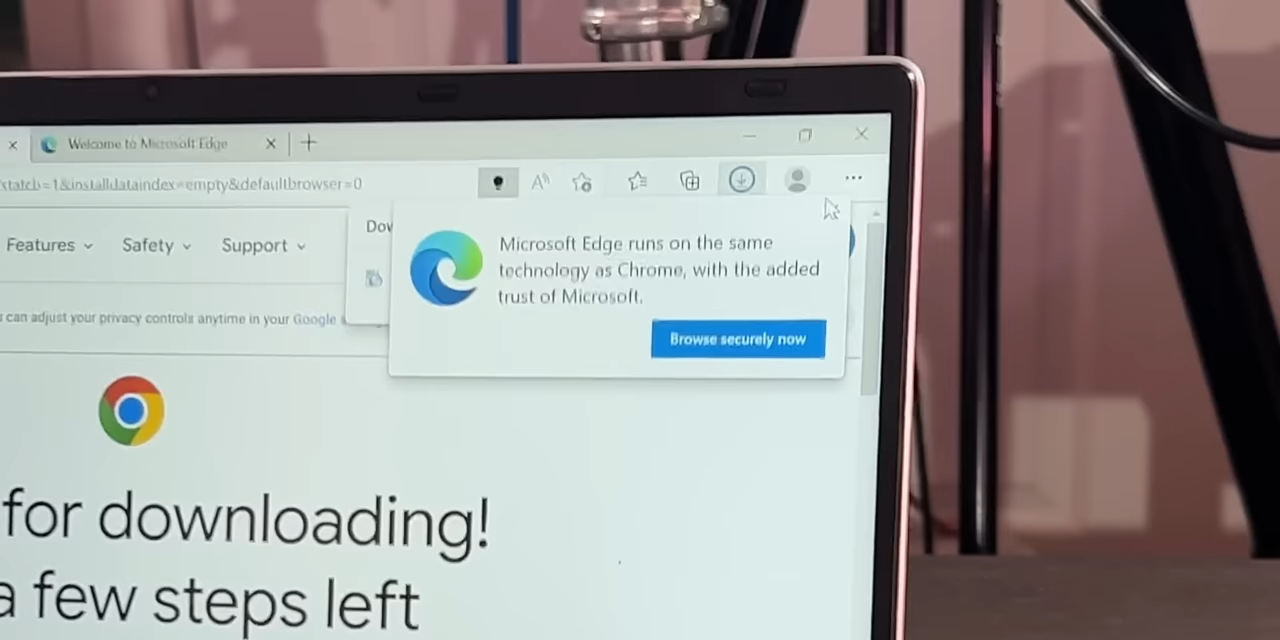 Welcome to Microsoft Edge
statcb=1&installdataindex=empty&defaultbrowser=0
Features
Safety
Support
Dov
Microsoft Edge runs on the same
technology as Chrome, with the added
trust of Microsoft.
Browse securely now
can adjust your privacy controls anytime in your Google
for downloading!
a few steps left